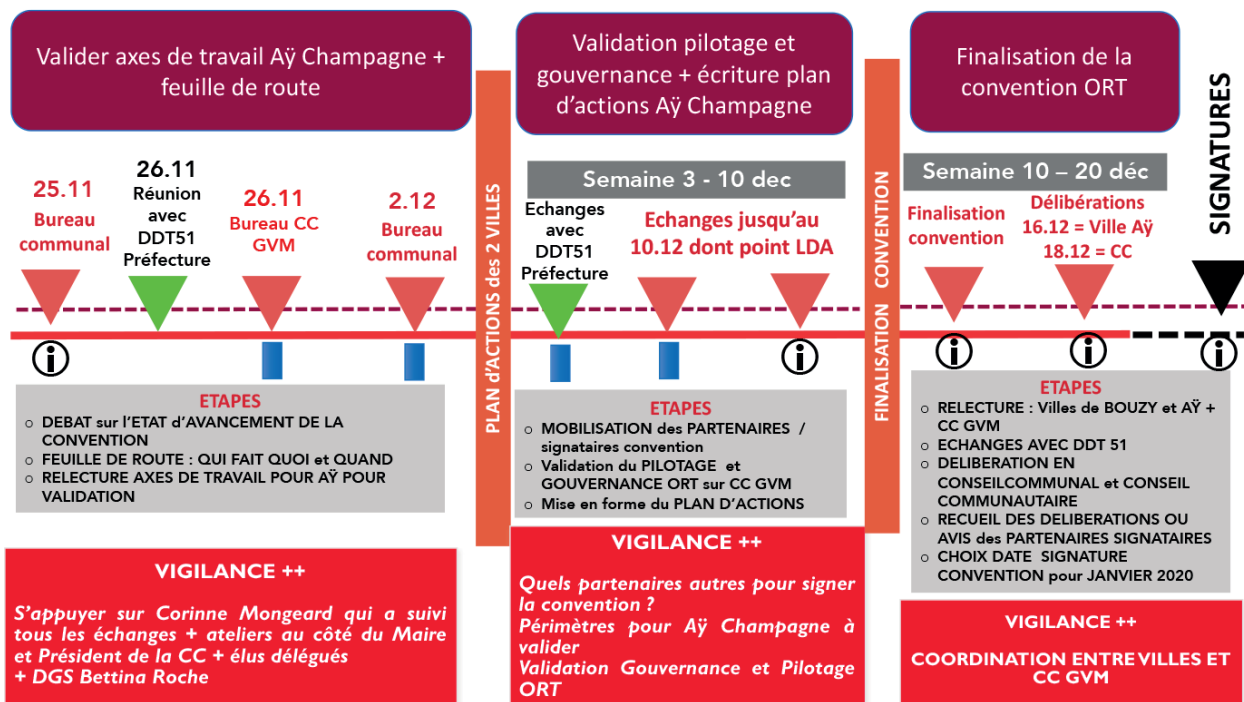 Valider axes de travail Aÿ Champagne +
feuille de route
25.11
Bureau
communal
26.11
Réunion
avec
DDT51
Préfecture
26.11
Bureau CC
GVM
2.12
Bureau
communal
ETAPES
o DEBAT sur l'ETAT d'AVANCEMENT DE LA
CONVENTION
o FEUILLE DE ROUTE : QUI FAIT QUOI et QUAND
o RELECTURE AXES DE TRAVAIL POUR AŸ POUR
VALIDATION
VIGILANCE ++
S'appuyer sur Corinne Mongeard qui a suivi
tous les échanges + ateliers au côté du Maire
et Président de la CC + élus délégués
+ DGS Bettina Roche
PLAN d'ACTIONS des 2 VILLES
Validation pilotage et
gouvernance + écriture plan
d'actions Aÿ Champagne
Semaine 3 - 10 dec
Echanges
avec
DDT51
Préfecture
Echanges jusqu'au
10.12 dont point LDA
ETAPES
o MOBILISATION des PARTENAIRES /
signataires convention
o Validation du PILOTAGE et
GOUVERNANCE ORT sur CC GVM
o Mise en forme du PLAN D'ACTIONS
VIGILANCE ++
Quels partenaires autres pour signer
la convention ?
Périmètres pour Aÿ Champagne à
valider
Validation Gouvernance et Pilotage
ORT
FINALISATION CONVENTION
Finalisation de la
convention ORT
Semaine 10 – 20 déc
Finalisation
convention
Délibérations
16.12 = Ville Aÿ
18.12 = CC
SIGNATURES
ETAPES
o RELECTURE : Villes de BOUZY et AŸ +
CC GVM
o ECHANGES AVEC DDT 51
o DELIBERATION EN
CONSEILCOMMUNAL et CONSEIL
COMMUNAUTAIRE
o RECUEIL DES DELIBERATIONS OU
AVIS des PARTENAIRES SIGNATAIRES
o CHOIX DATE SIGNATURE
CONVENTION pour JANVIER 2020
VIGILANCE ++
COORDINATION ENTRE VILLES ET
CC GVM